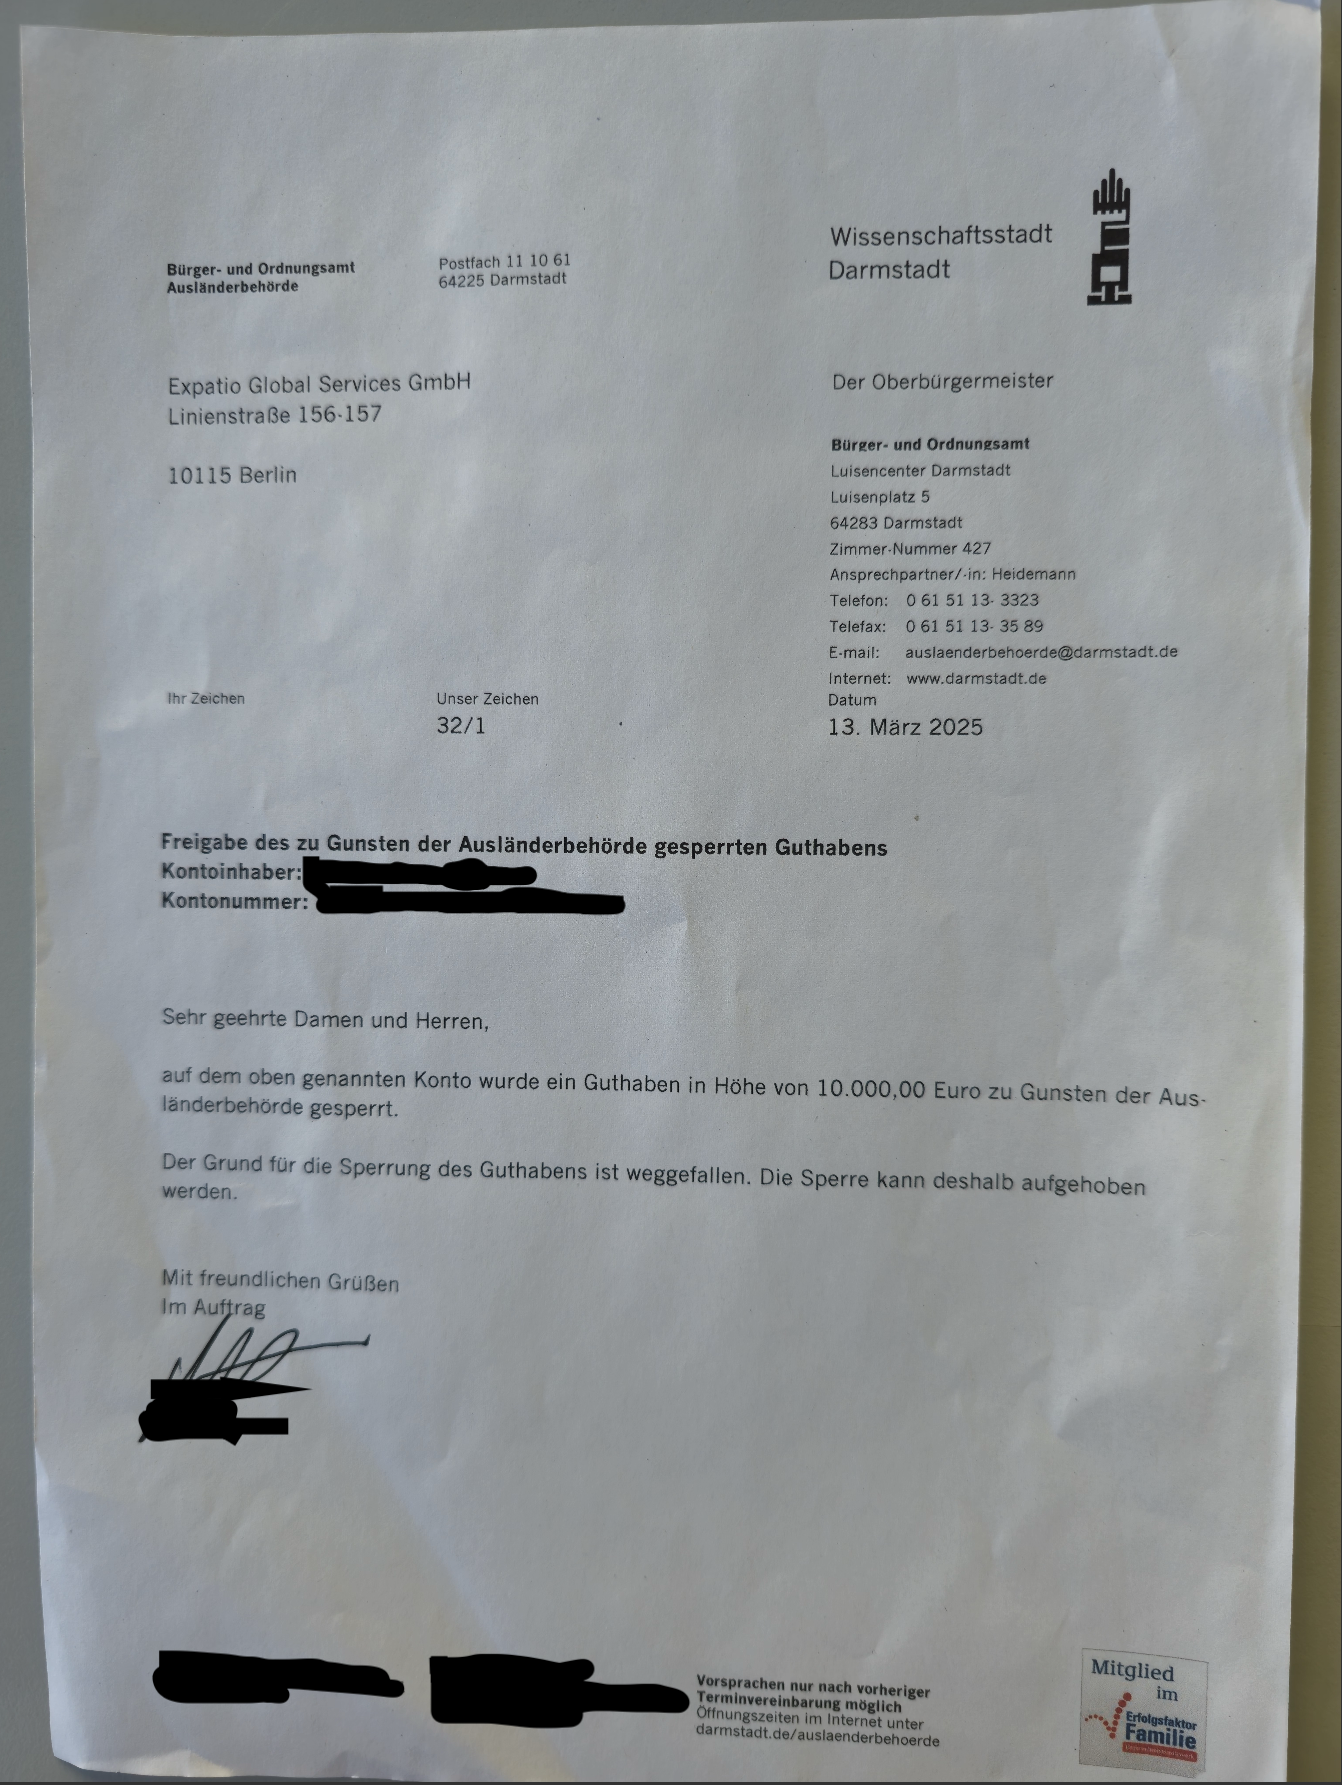 Wissenschaftsstadt
Darmstadt
Bürger- und Ordnungsamt
Ausländerbehörde
Postfach 11 10 61
64225 Darmstadt
Expatio Global Services GmbH
Linienstraße 156-157
10115 Berlin
Der Oberbürgermeister
Bürger- und Ordnungsamt
Luisencenter Darmstadt
Luisenplatz 5
64283 Darmstadt
Zimmer-Nummer 427
Ansprechpartner/-in: Heidemann
Telefon: 0 61 51 13- 3323
Telefax: 0 61 51 13- 35 89
E-mail: auslaenderbehoerde@darmstadt.de
Internet: www.darmstadt.de
Ihr Zeichen
Unser Zeichen
32/1
Datum
13. März 2025
Freigabe des zu Gunsten der Ausländerbehörde gesperrten Guthabens
Kontoinhaber:
Kontonummer:
Sehr geehrte Damen und Herren,
auf dem oben genannten Konto wurde ein Guthaben in Höhe von 10.000,00 Euro zu Gunsten der Aus-
länderbehörde gesperrt.
Der Grund für die Sperrung des Guthabens ist weggefallen. Die Sperre kann deshalb aufgehoben
werden.
Mit freundlichen Grüßen
Im Auftrag
Vorsprachen nur nach vorheriger
Terminvereinbarung möglich
Öffnungszeiten im Internet unter
darmstadt.de/auslaenderbehoerde
Mitglied
im
Erfolgsfaktor
Familie